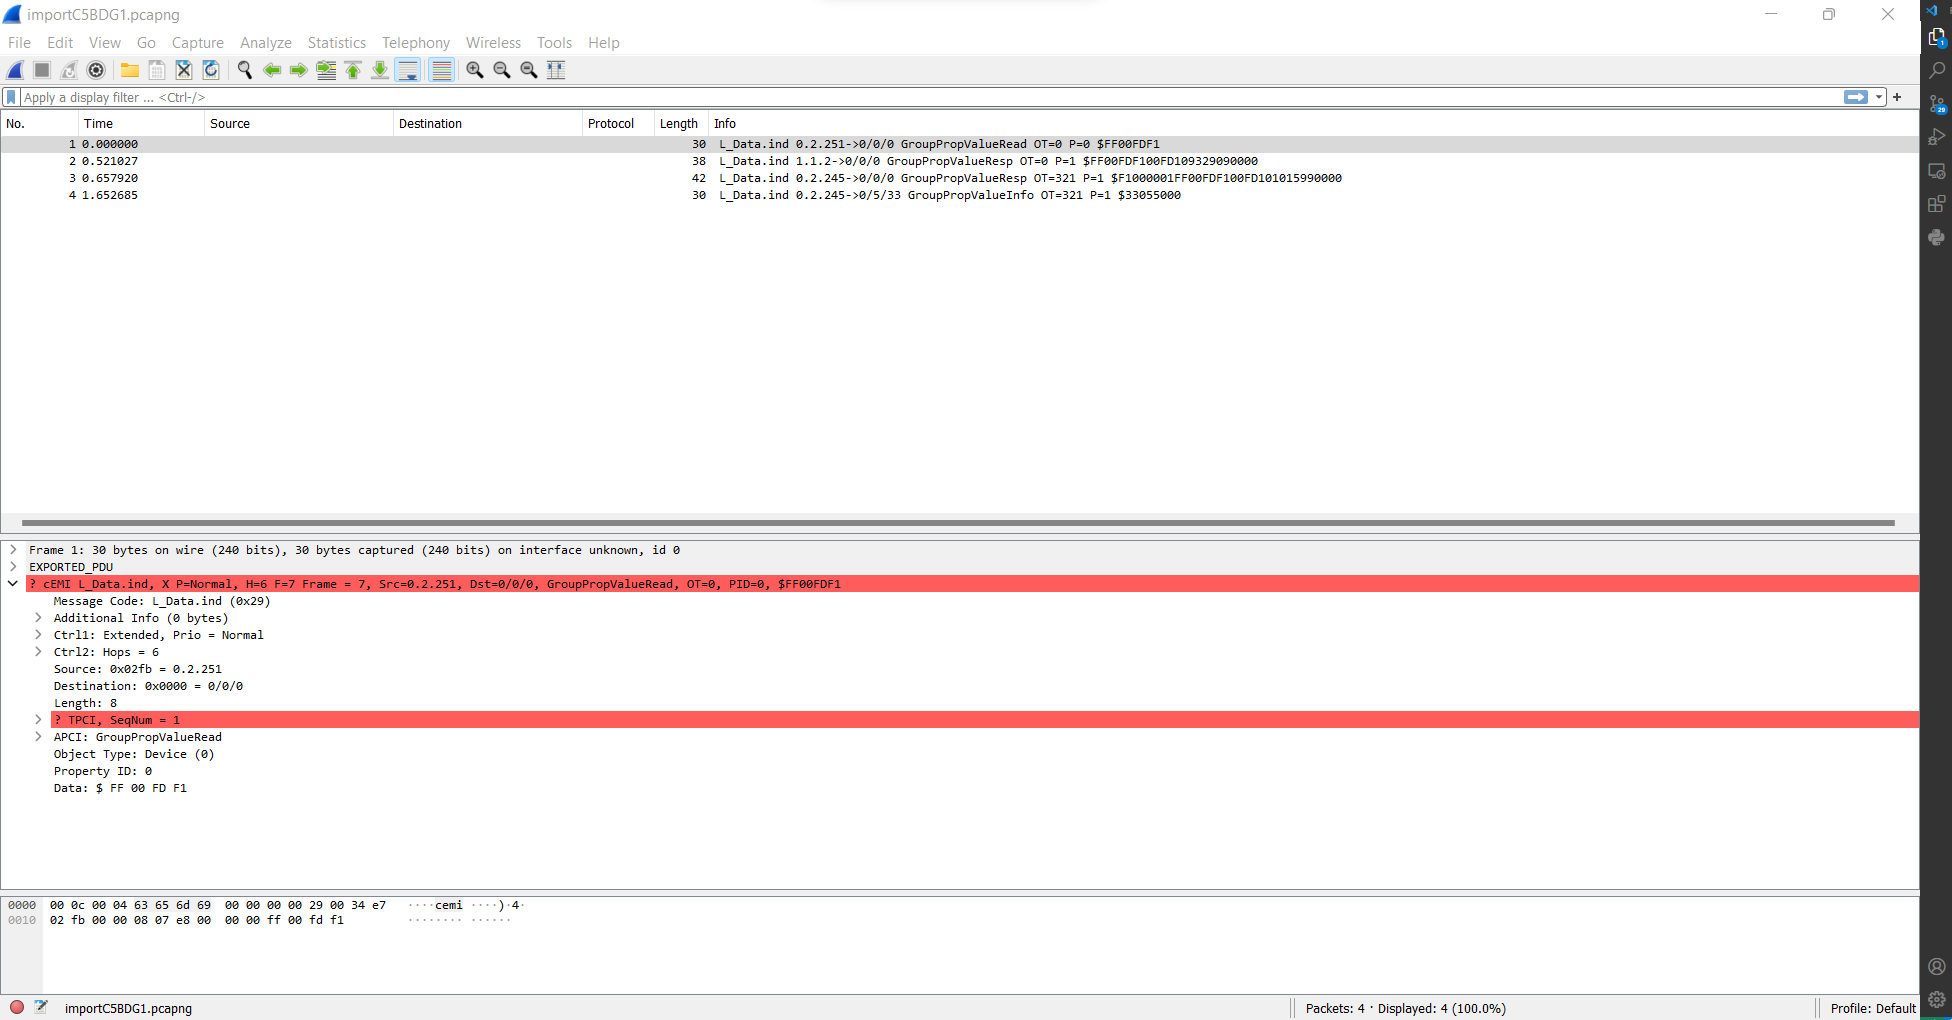 importC5BDG1.pcapng
File Edit View Go Capture Analyze Statistics Telephony Wireless Tools Help
Apply a display filter ... <Ctrl-/>
No. Time Source Destination Protocol Length Info
1 0.000000 30 L_Data.ind 0.2.251->0/0/0 GroupPropValueRead OT=0 P=0 $FF00FDF1
2 0.521027 38 L_Data.ind 1.1.2->0/0/0 GroupPropValueResp OT=0 P=1 $FF00FDF100FD109329090000
3 0.657920 42 L_Data.ind 0.2.245->0/0/0 GroupPropValueResp OT=321 P=1 $F1000001FF00FDF100FD101015990000
4 1.652685 30 L_Data.ind 0.2.245->0/5/33 GroupPropValueInfo OT=321 P=1 $33055000
Frame 1: 30 bytes on wire (240 bits), 30 bytes captured (240 bits) on interface unknown, id 0
EXPORTED_PDU
? cEMI L_Data.ind, X P=Normal, H=6 F=7 Frame = 7, Src=0.2.251, Dst=0/0/0, GroupPropValueRead, OT=0, PID=0, $FF00FDF1
Message Code: L_Data.ind (0x29)
Additional Info (0 bytes)
Ctrl1: Extended, Prio = Normal
Ctrl2: Hops = 6
Source: 0x02fb = 0.2.251
Destination: 0x0000 = 0/0/0
Length: 8
? TPCI, SeqNum = 1
APCI: GroupPropValueRead
Object Type: Device (0)
Property ID: 0
Data: $ FF 00 FD F1
0000 00 0c 00 04 63 65 6d 69 00 00 00 00 29 00 34 e7 ····cemi ····)·4·
0010 02 fb 00 00 08 07 e8 00 00 00 ff 00 fd f1 ········ ······
importC5BDG1.pcapng
Packets: 4 · Displayed: 4 (100.0%)
Profile: Default
1
29